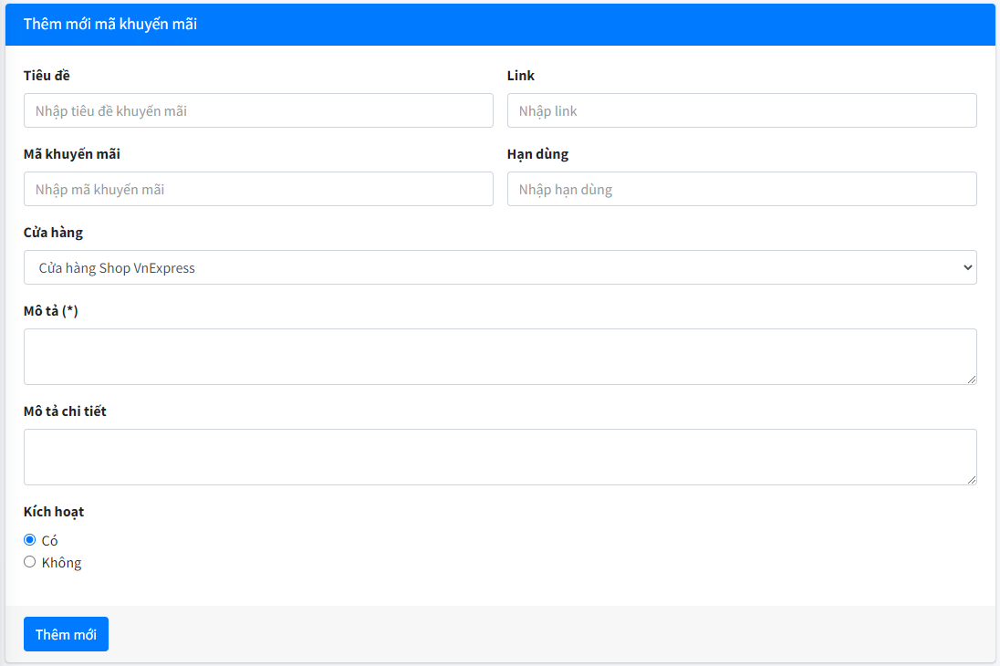 Thêm mới mã khuyến mãi
Tiêu đề
Link
Nhập tiêu đề khuyến mãi
Nhập link
Mã khuyến mãi
Hạn dùng
Nhập mã khuyến mãi
Nhập hạn dùng
Cửa hàng
Cửa hàng Shop VnExpress
Mô tả (*)
Mô tả chi tiết
Kích hoạt
Có
Không
Thêm mới